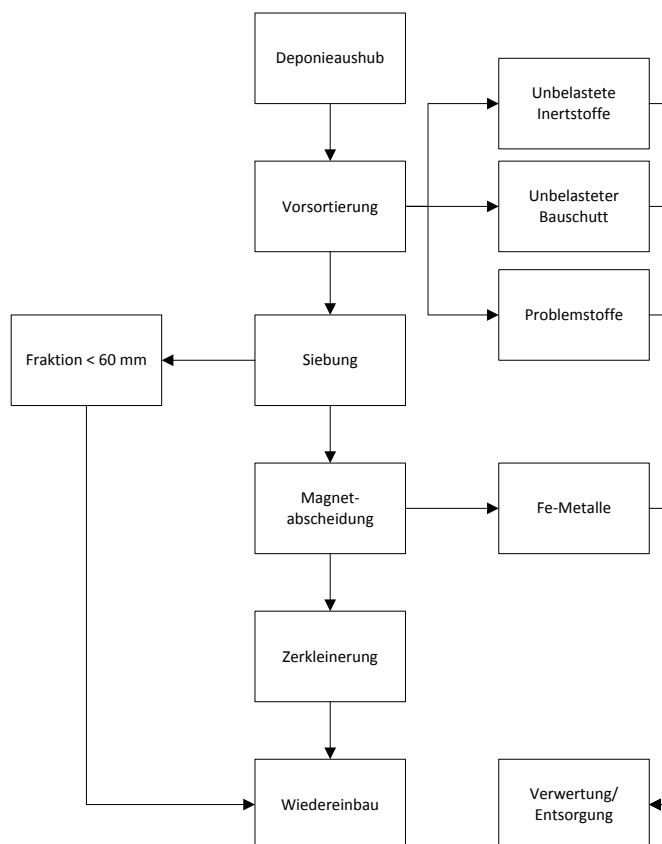 Deponieaushub
Unbelastete
Inertstoffe
Vorsortierung
Unbelasteter
Bauschutt
Problemstoffe
Fraktion < 60 mm
Siebung
Magnet-
abscheidung
Fe-Metalle
Zerkleinerung
Wiedereinbau
Verwertung/
Entsorgung